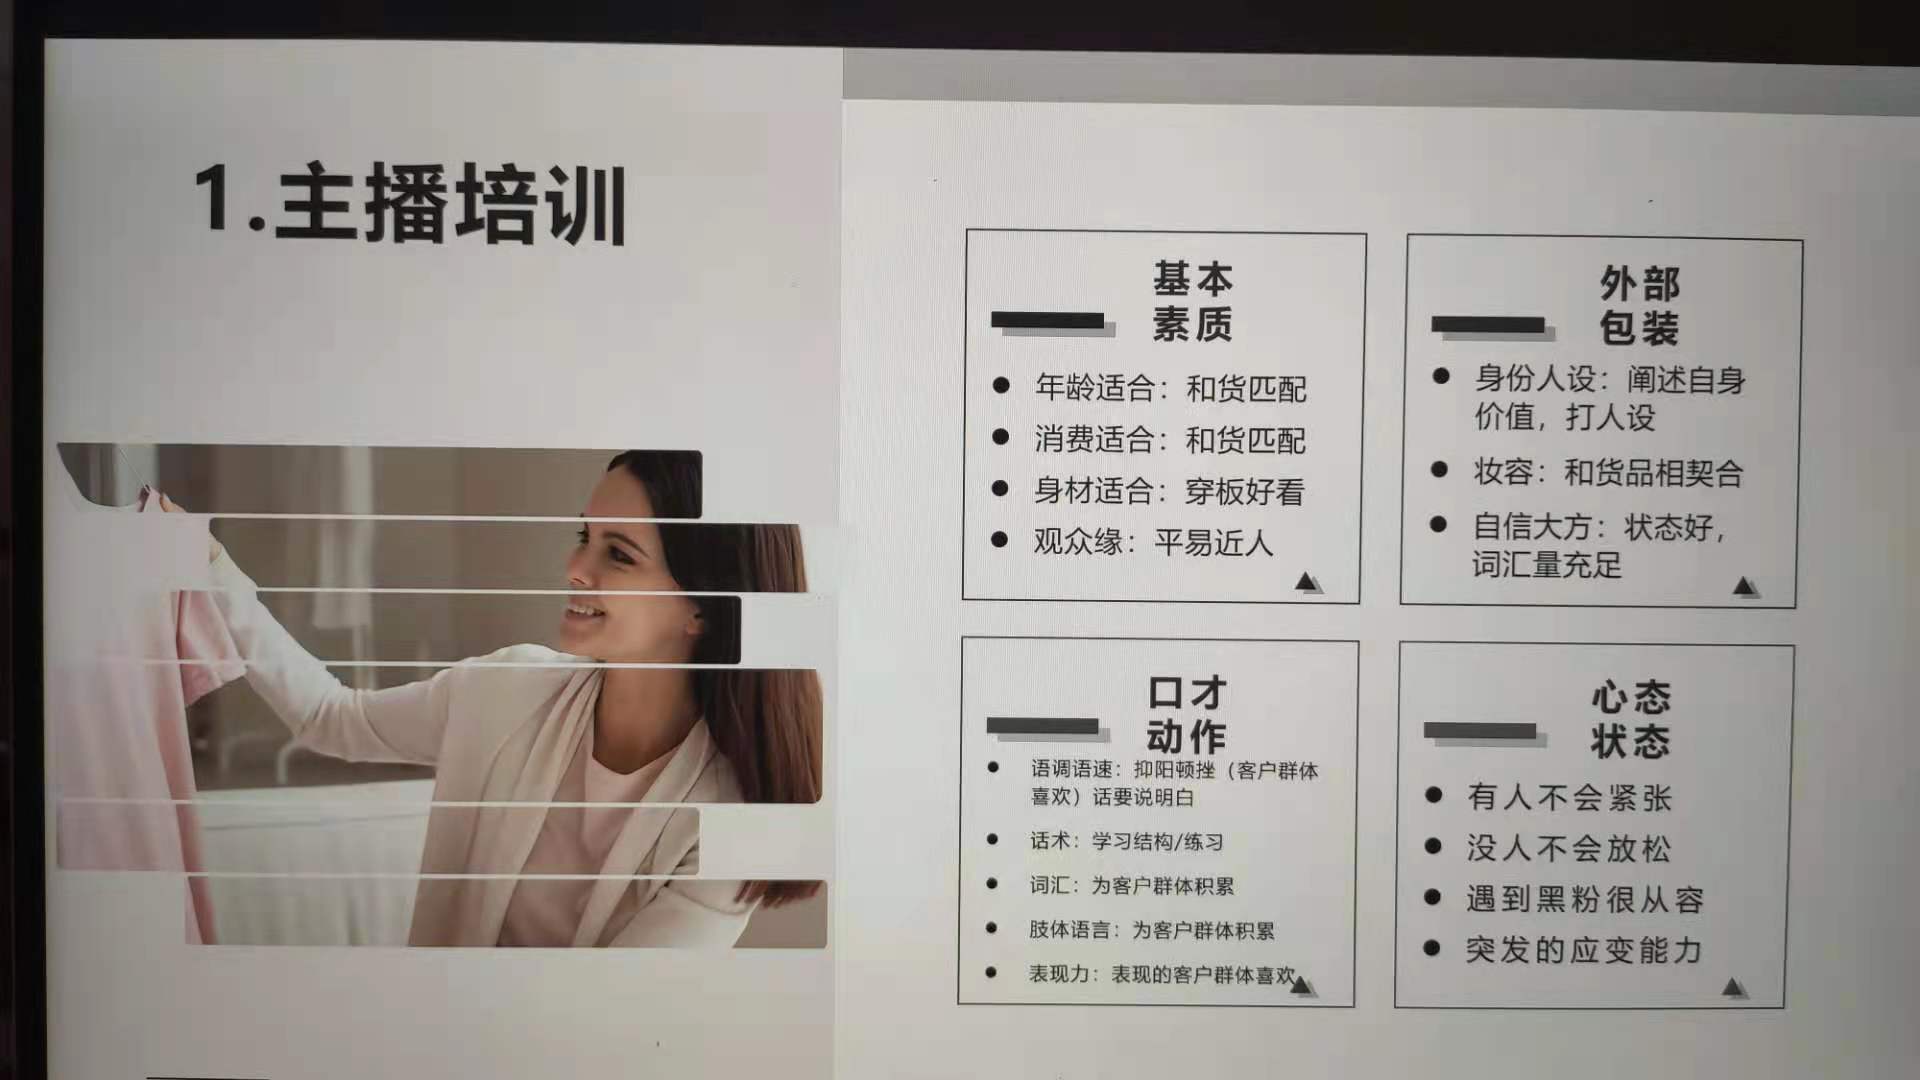 1.主播培训
基本
素质
年龄适合：和货匹配
消费适合：和货匹配
身材适合：穿板好看
观众缘：平易近人
外部
包装
身份人设：阐述自身
价值，打人设
妆容：和货品相契合
自信大方：状态好，
词汇量充足
口才
动作
语调语速：抑阳顿挫（客户群体
喜欢）话要说明白
话术：学习结构/练习
词汇：为客户群体积累
肢体语言：为客户群体积累
表现力：表现的客户群体喜欢
心态
状态
有人不会紧张
没人不会放松
遇到黑粉很从容
突发的应变能力